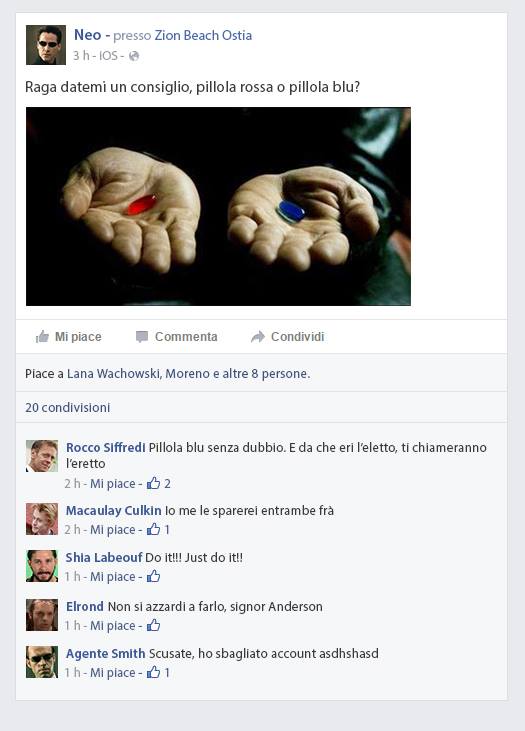 Neo - presso Zion Beach Ostia
3 h - iOS -
Raga datemi un consiglio, pillola rossa o pillola blu?
Mi piace Commenta Condividi
Piace a Lana Wachowski, Moreno e altre 8 persone.
20 condivisioni
Rocco Siffredi Pillola blu senza dubbio. E da che eri l'eletto, ti chiameranno
l'eretto
2 h - Mi piace - 2
Macaulay Culkin Io me le sparerei entrambe frà
2 h - Mi piace - 1
Shia Labeouf Do it!!! Just do it!!
1 h - Mi piace -
Elrond Non si azzardi a farlo, signor Anderson
1 h - Mi piace -
Agente Smith Scusate, ho sbagliato account asdhshasd
1 h - Mi piace - 1